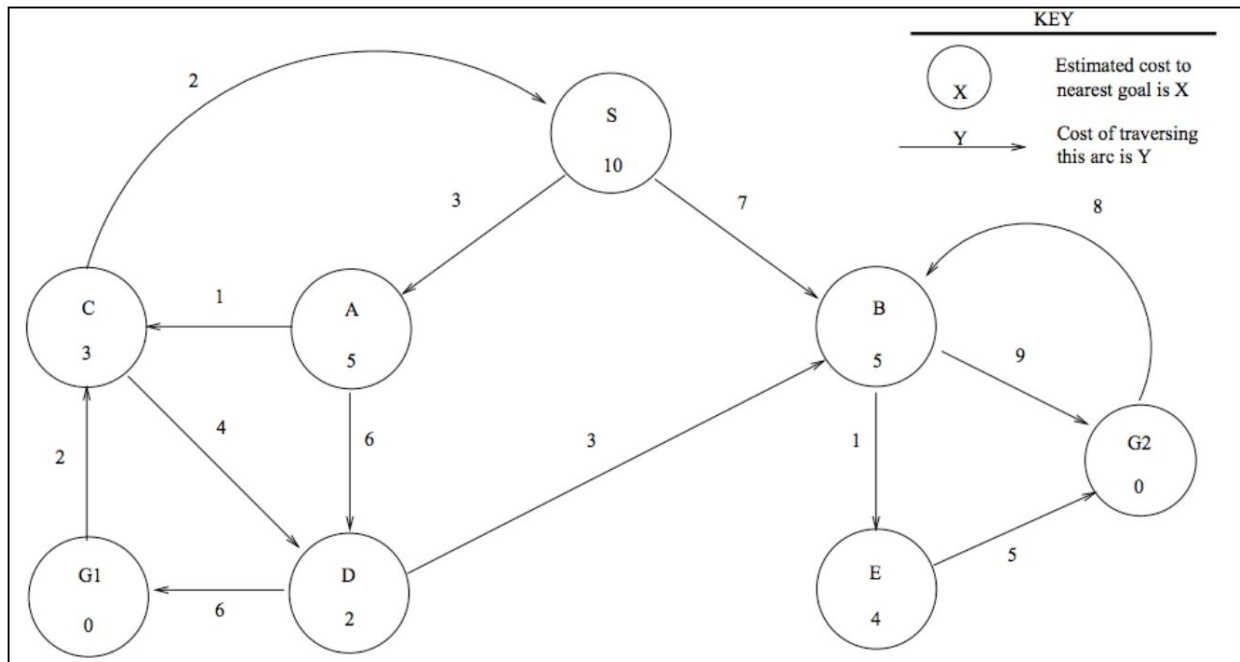 KEY
X
Estimated cost to
nearest goal is X
Y
Cost of traversing
this arc is Y
2
S
10
3
7
8
C
3
1
A
5
B
5
9
4
6
3
1
G2
0
2
5
G1
0
6
D
2
E
4